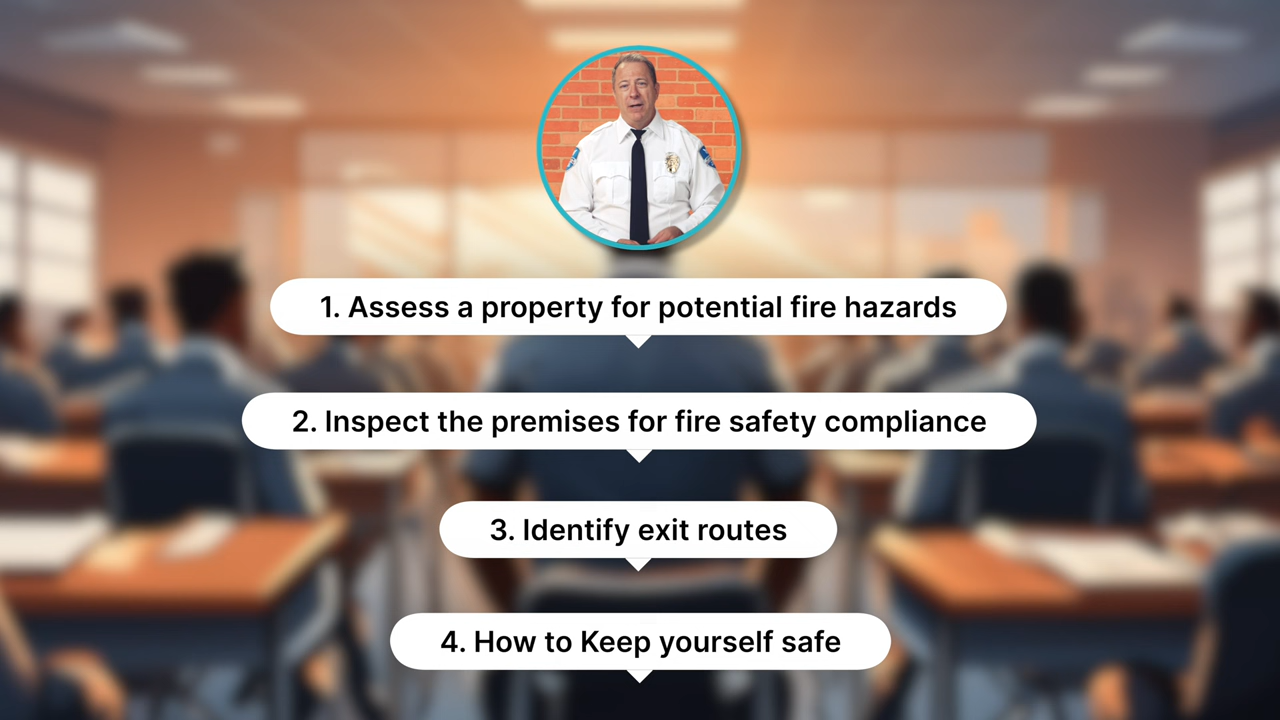 1. Assess a property for potential fire hazards
2. Inspect the premises for fire safety compliance
3. Identify exit routes
4. How to Keep yourself safe